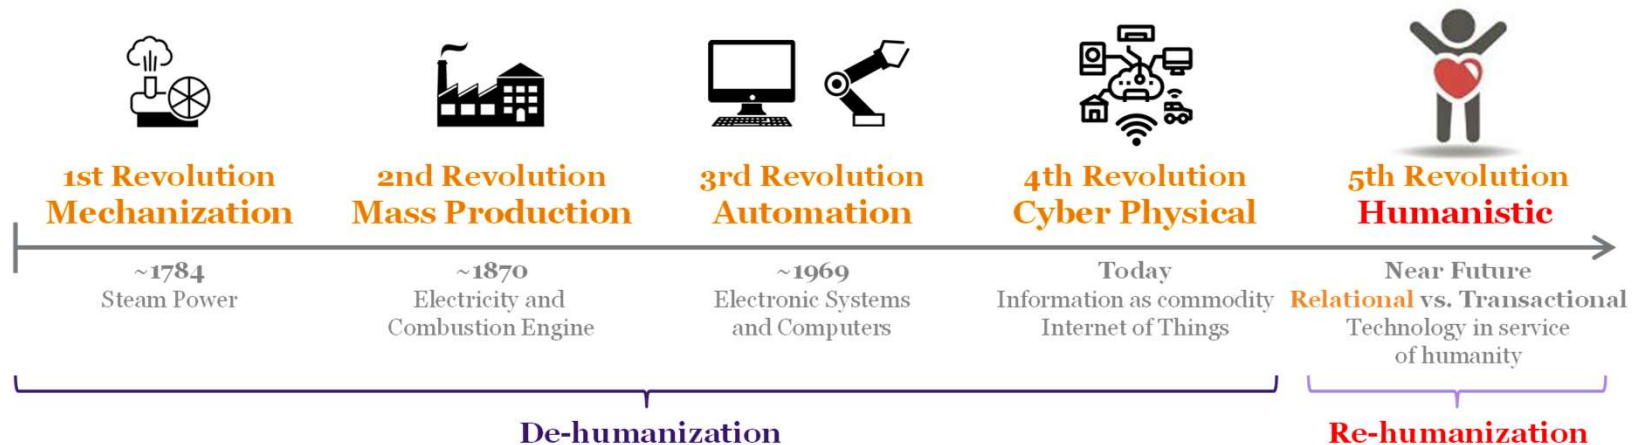 1st Revolution
Mechanization
~1784
Steam Power
2nd Revolution
Mass Production
~1870
Electricity and
Combustion Engine
3rd Revolution
Automation
~1969
Electronic Systems
and Computers
4th Revolution
Cyber Physical
Today
Information as commodity
Internet of Things
5th Revolution
Humanistic
Near Future
Relational vs. Transactional
Technology in service
of humanity
De-humanization
Re-humanization